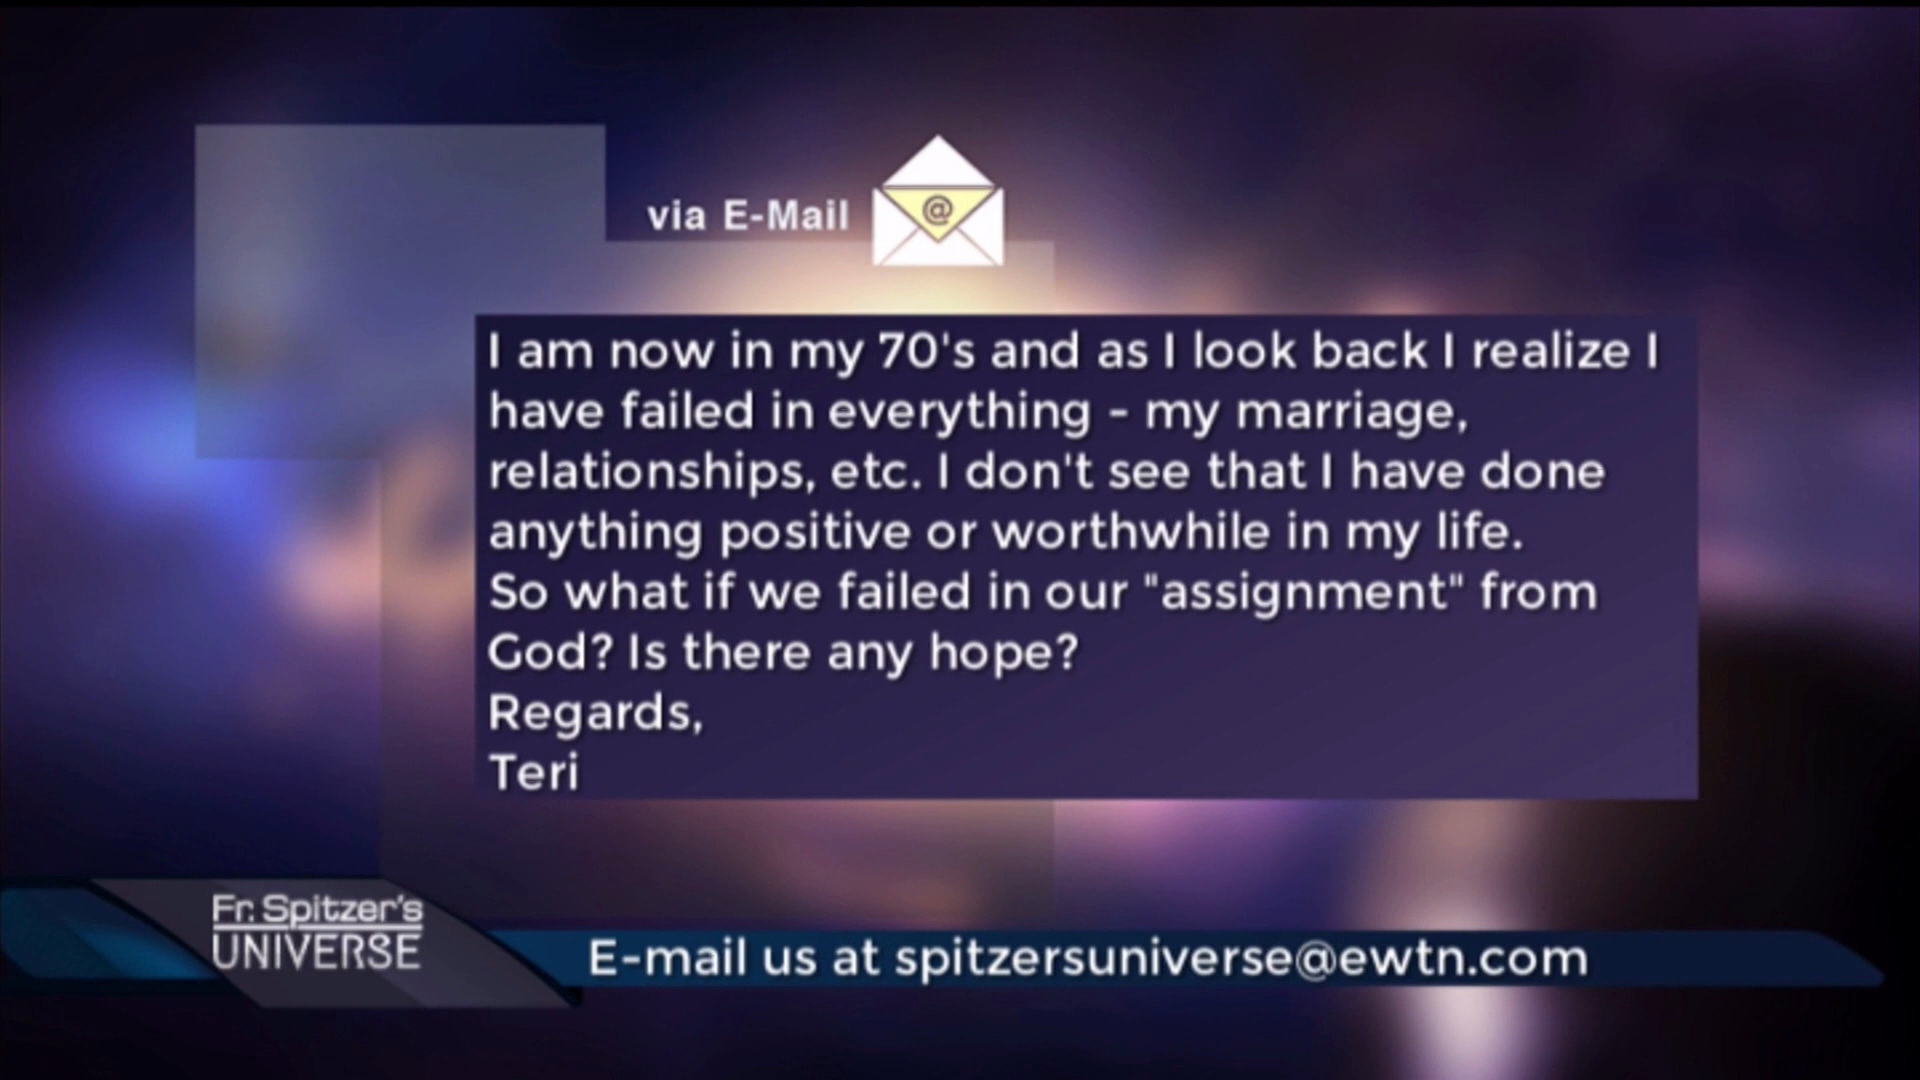 via E-Mail
@
I am now in my 70's and as I look back I realize I
have failed in everything - my marriage,
relationships, etc. I don't see that I have done
anything positive or worthwhile in my life.
So what if we failed in our "assignment" from
God? Is there any hope?
Regards,
Teri
Fr. Spitzer's
UNIVERSE
E-mail us at spitzersuniverse@ewtn.com